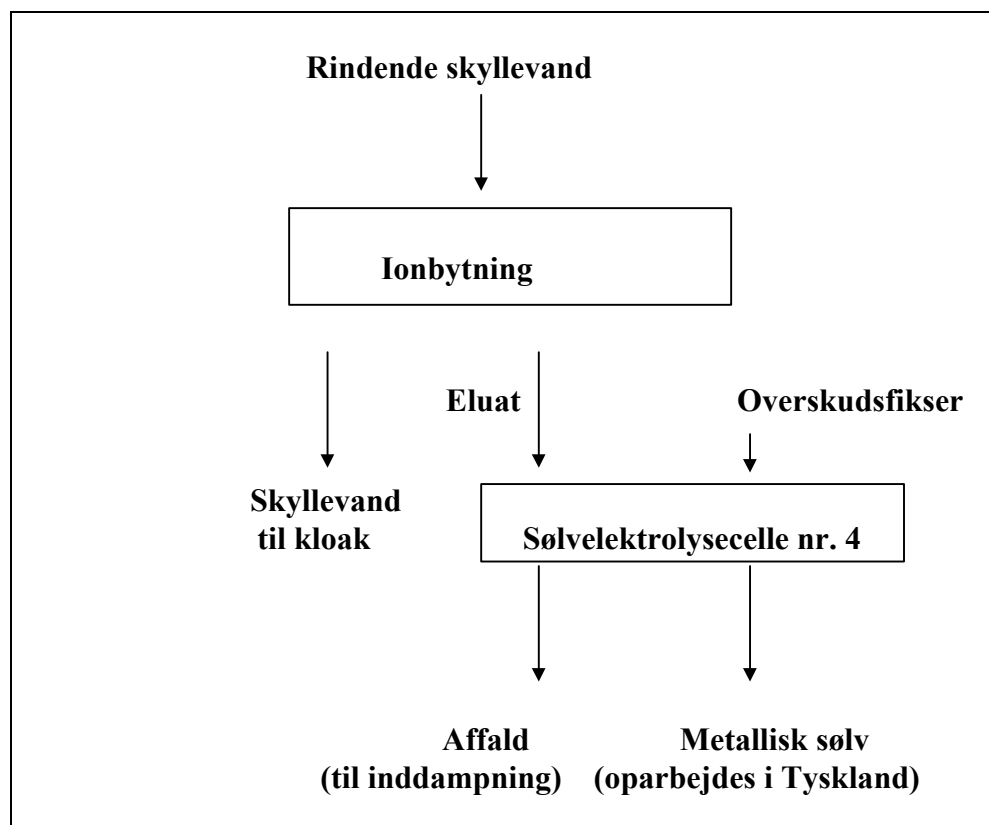 Rindende skyllevand
Ionbytning
Eluat
Overskudsfikser
Skyllevand
til kloak
Sølvelektrolysecelle nr. 4
Affald
(til inddampning)
Metallisk sølv
(oparbejdes i Tyskland)